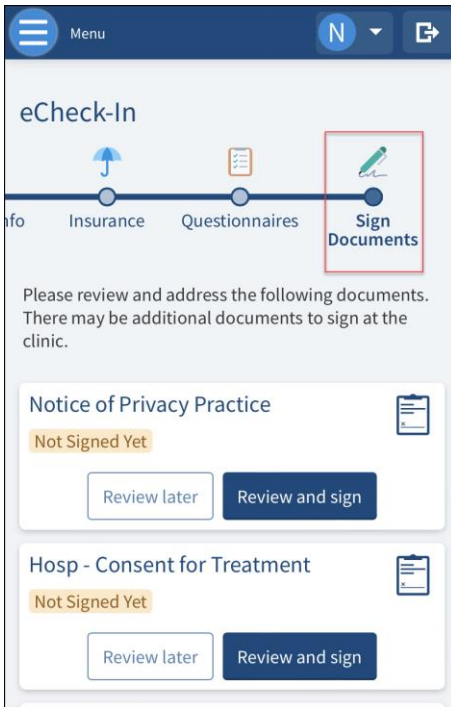 Menu
N
eCheck-In
nfo
Insurance
Questionnaires
Sign
Documents
Please review and address the following documents.
There may be additional documents to sign at the
clinic.
Notice of Privacy Practice
Not Signed Yet
Review later
Review and sign
Hosp - Consent for Treatment
Not Signed Yet
Review later
Review and sign